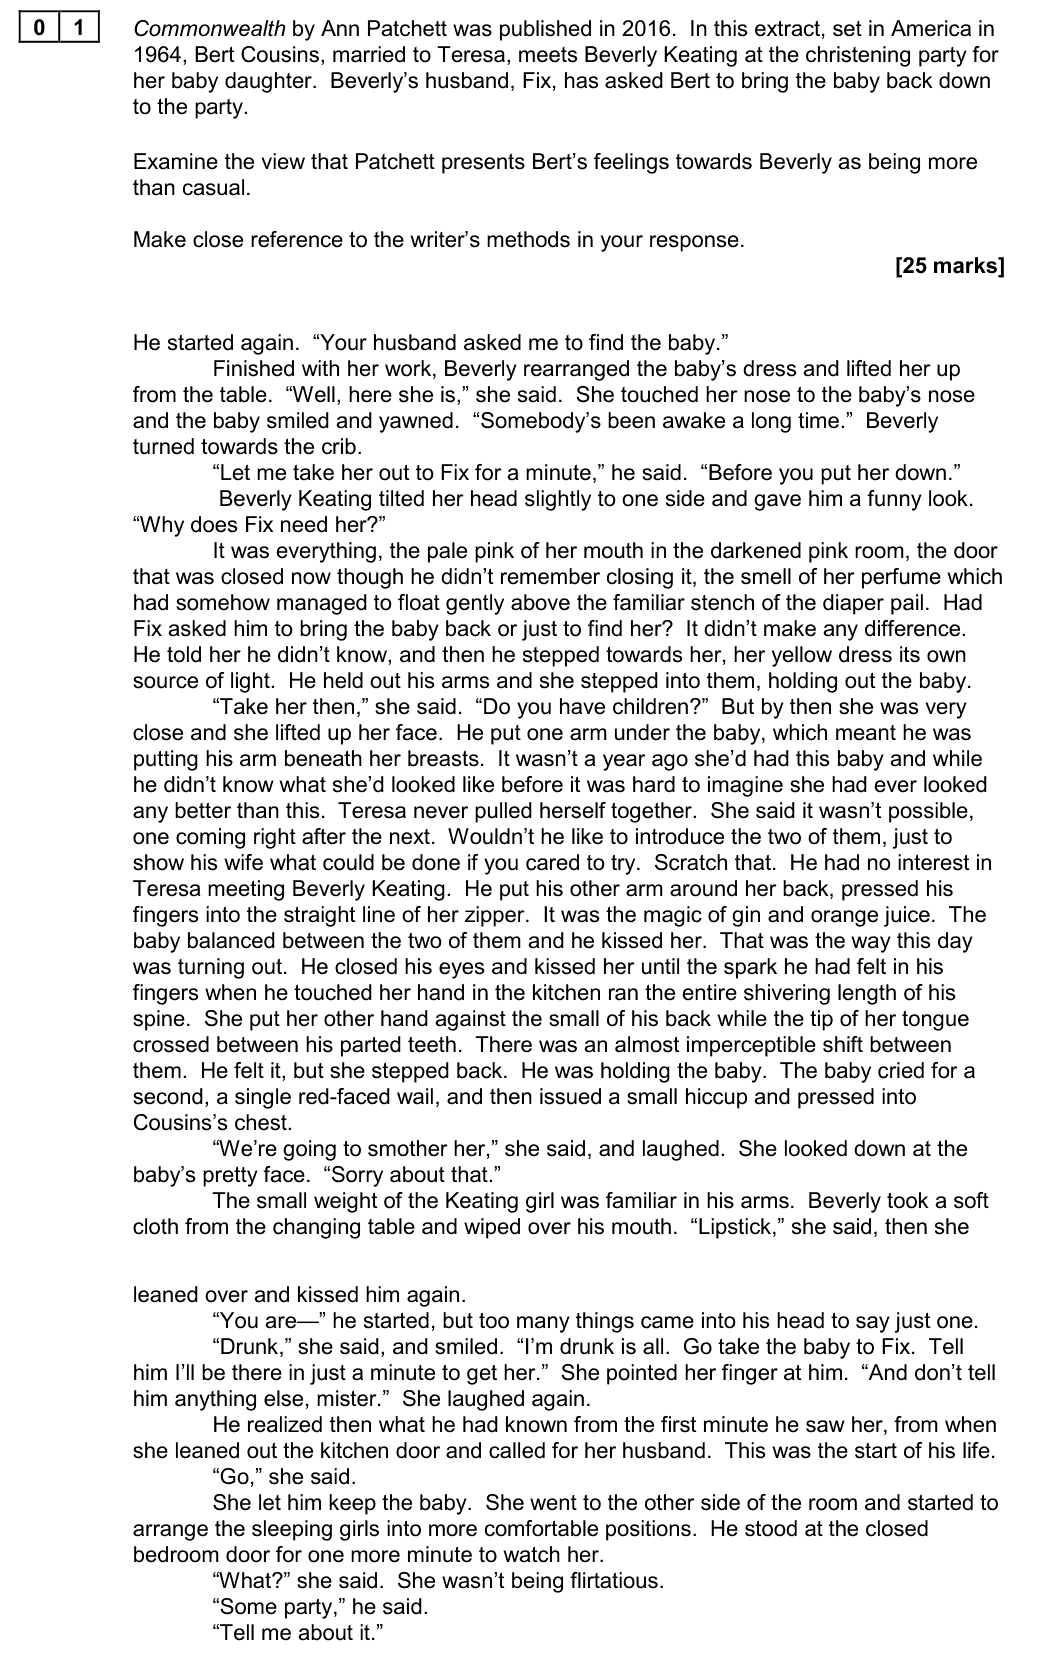 0 1 Commonwealth by Ann Patchett was published in 2016. In this extract, set in America in
1964, Bert Cousins, married to Teresa, meets Beverly Keating at the christening party for
her baby daughter. Beverly’s husband, Fix, has asked Bert to bring the baby back down
to the party.
Examine the view that Patchett presents Bert’s feelings towards Beverly as being more
than casual.
Make close reference to the writer’s methods in your response.
[25 marks]
He started again. “Your husband asked me to find the baby.”
Finished with her work, Beverly rearranged the baby’s dress and lifted her up
from the table. “Well, here she is,” she said. She touched her nose to the baby’s nose
and the baby smiled and yawned. “Somebody’s been awake a long time.” Beverly
turned towards the crib.
“Let me take her out to Fix for a minute,” he said. “Before you put her down.”
Beverly Keating tilted her head slightly to one side and gave him a funny look.
“Why does Fix need her?”
It was everything, the pale pink of her mouth in the darkened pink room, the door
that was closed now though he didn’t remember closing it, the smell of her perfume which
had somehow managed to float gently above the familiar stench of the diaper pail. Had
Fix asked him to bring the baby back or just to find her? It didn’t make any difference.
He told her he didn’t know, and then he stepped towards her, her yellow dress its own
source of light. He held out his arms and she stepped into them, holding out the baby.
“Take her then,” she said. “Do you have children?” But by then she was very
close and she lifted up her face. He put one arm under the baby, which meant he was
putting his arm beneath her breasts. It wasn’t a year ago she’d had this baby and while
he didn’t know what she’d looked like before it was hard to imagine she had ever looked
any better than this. Teresa never pulled herself together. She said it wasn’t possible,
one coming right after the next. Wouldn’t he like to introduce the two of them, just to
show his wife what could be done if you cared to try. Scratch that. He had no interest in
Teresa meeting Beverly Keating. He put his other arm around her back, pressed his
fingers into the straight line of her zipper. It was the magic of gin and orange juice. The
baby balanced between the two of them and he kissed her. That was the way this day
was turning out. He closed his eyes and kissed her until the spark he had felt in his
fingers when he touched her hand in the kitchen ran the entire shivering length of his
spine. She put her other hand against the small of his back while the tip of her tongue
crossed between his parted teeth. There was an almost imperceptible shift between
them. He felt it, but she stepped back. He was holding the baby. The baby cried for a
second, a single red-faced wail, and then issued a small hiccup and pressed into
Cousins’s chest.
“We’re going to smother her,” she said, and laughed. She looked down at the
baby’s pretty face. “Sorry about that.”
The small weight of the Keating girl was familiar in his arms. Beverly took a soft
cloth from the changing table and wiped over his mouth. “Lipstick,” she said, then she
leaned over and kissed him again.
“You are—” he started, but too many things came into his head to say just one.
“Drunk,” she said, and smiled. “I’m drunk is all. Go take the baby to Fix. Tell
him I’ll be there in just a minute to get her.” She pointed her finger at him. “And don’t tell
him anything else, mister.” She laughed again.
He realized then what he had known from the first minute he saw her, from when
she leaned out the kitchen door and called for her husband. This was the start of his life.
“Go,” she said.
She let him keep the baby. She went to the other side of the room and started to
arrange the sleeping girls into more comfortable positions. He stood at the closed
bedroom door for one more minute to watch her.
“What?” she said. She wasn’t being flirtatious.
“Some party,” he said.
“Tell me about it.”